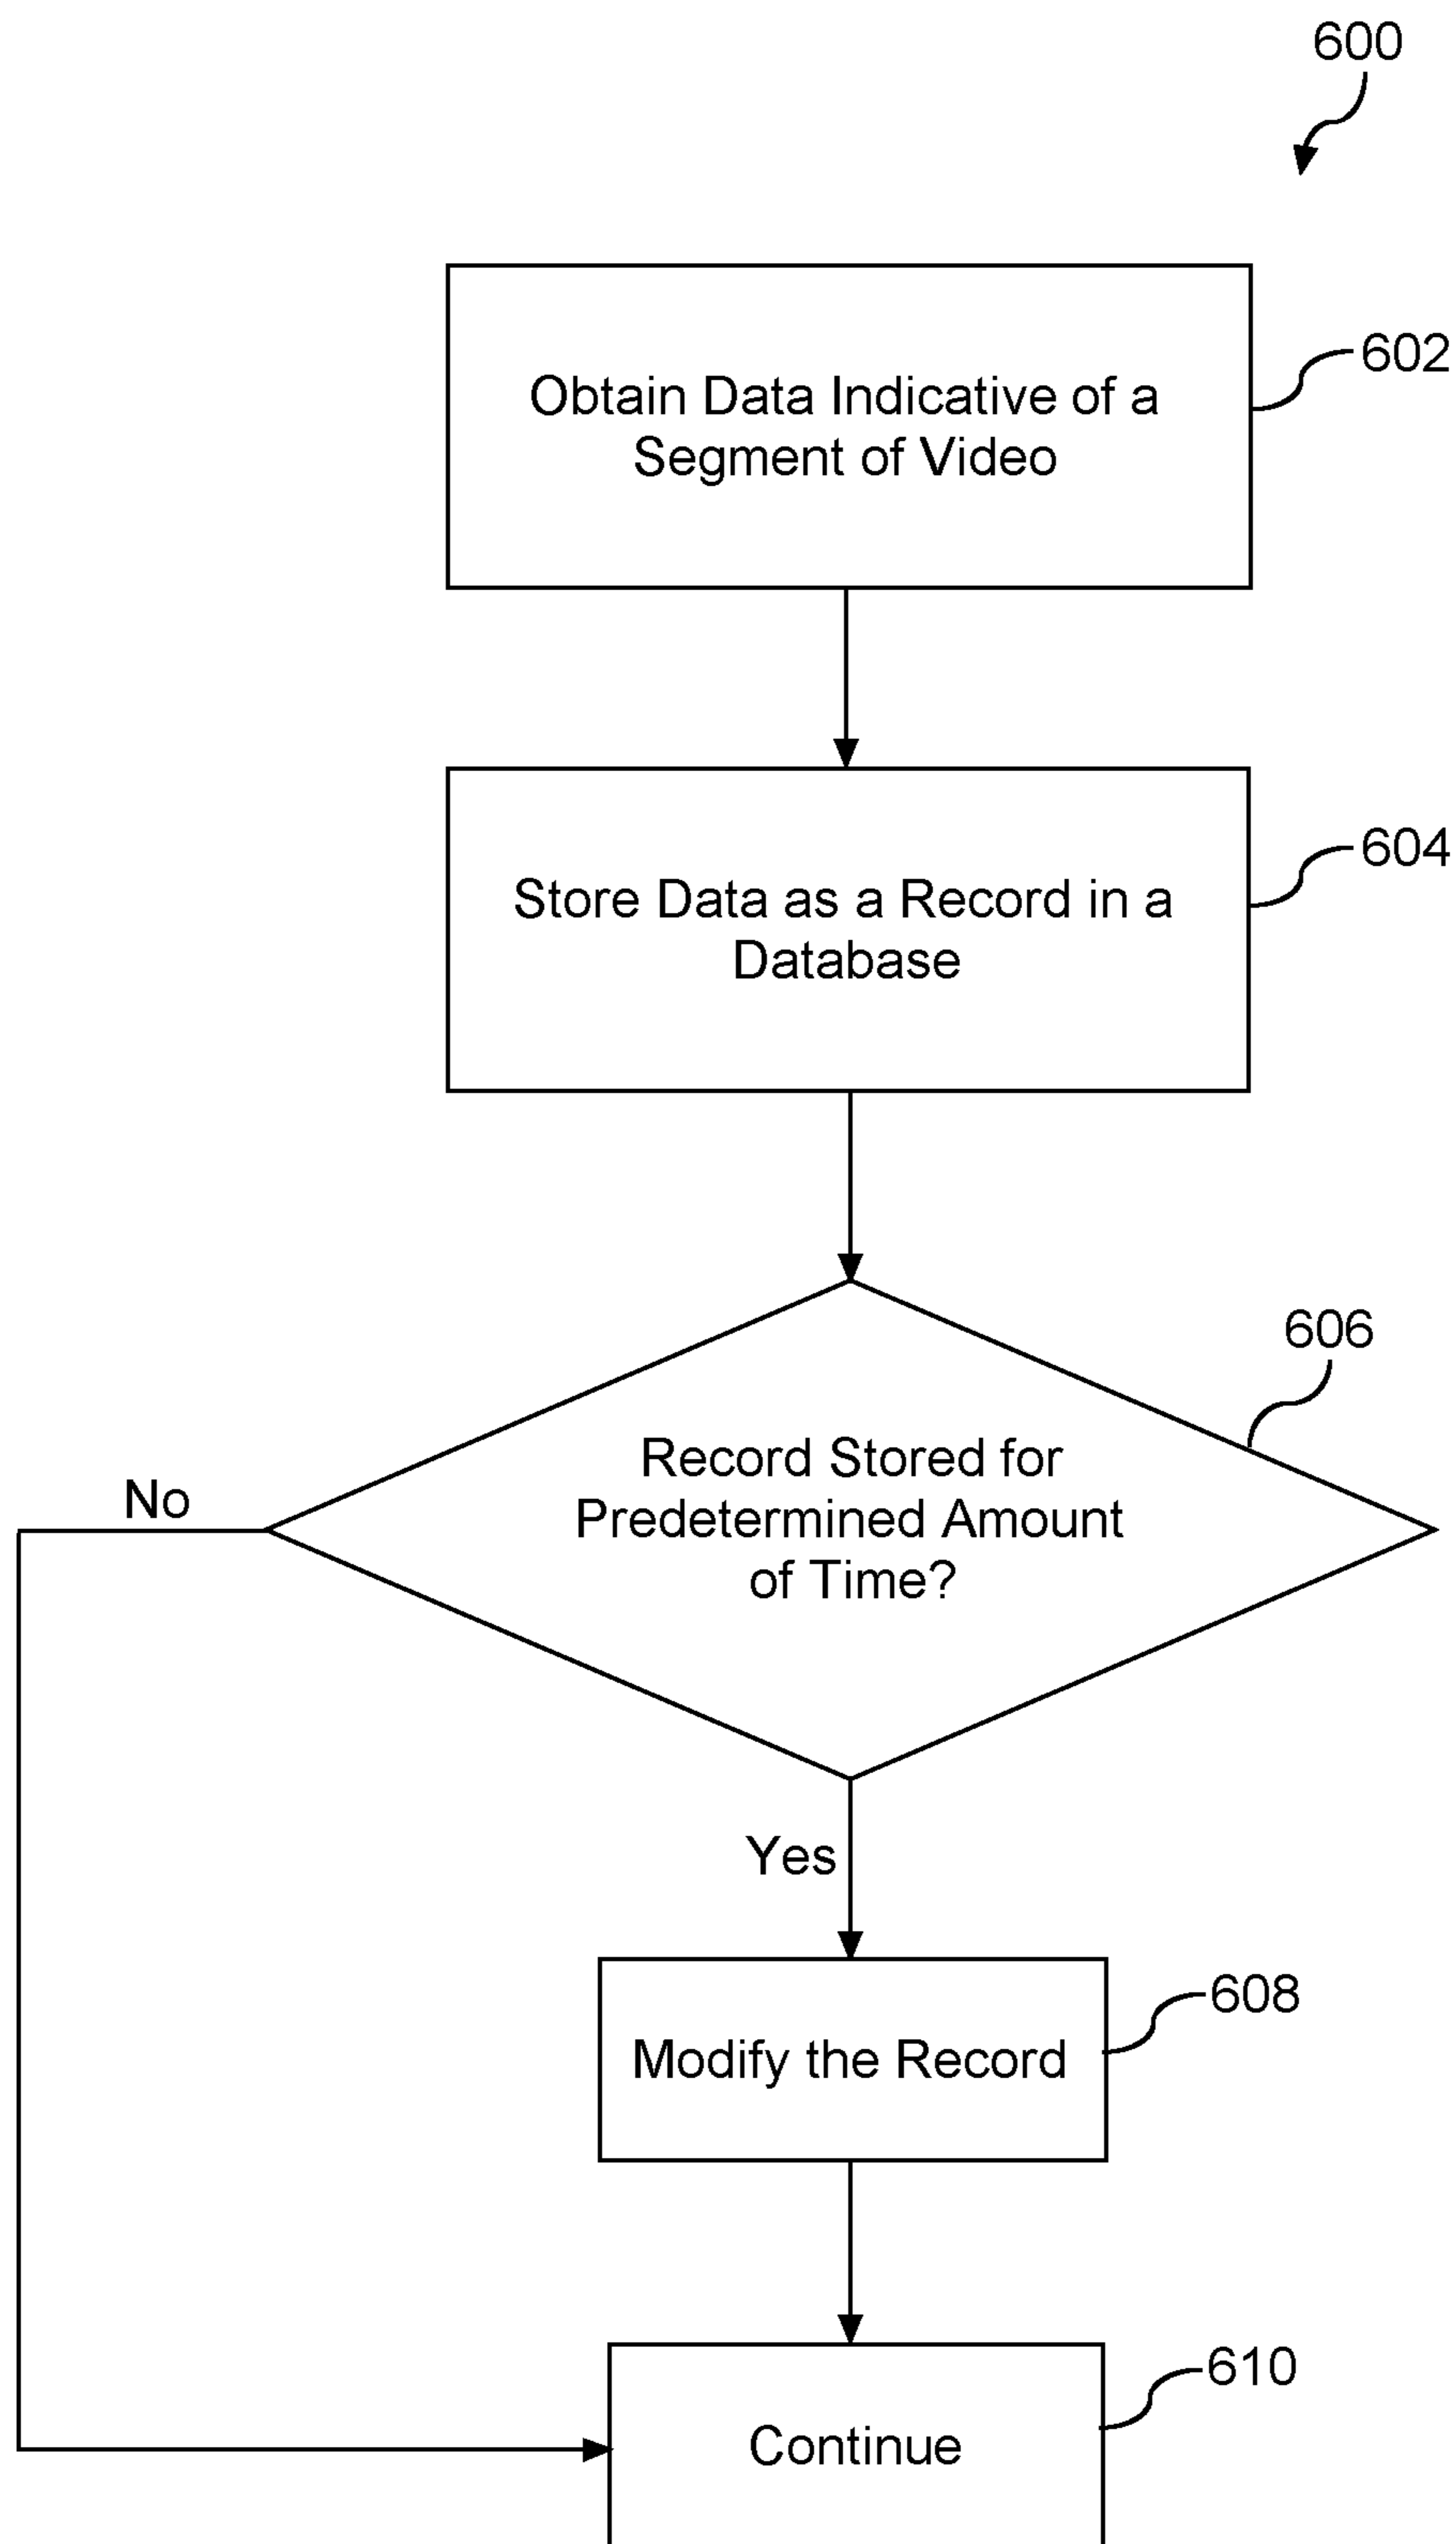 600
Obtain Data Indicative of a
Segment of Video
602
Store Data as a Record in a
Database
604
606
Record Stored for
Predetermined Amount
of Time?
No
Yes
Modify the Record
608
Continue
610